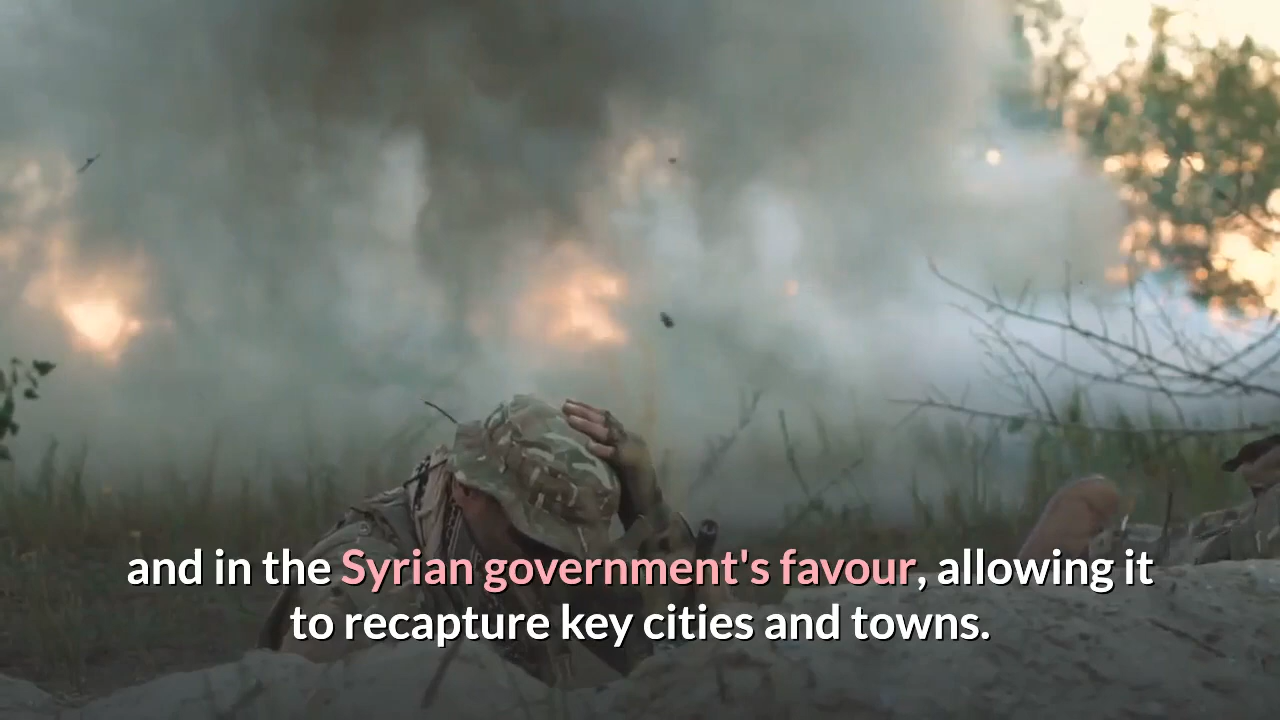 and in the Syrian government's favour, allowing it
to recapture key cities and towns.